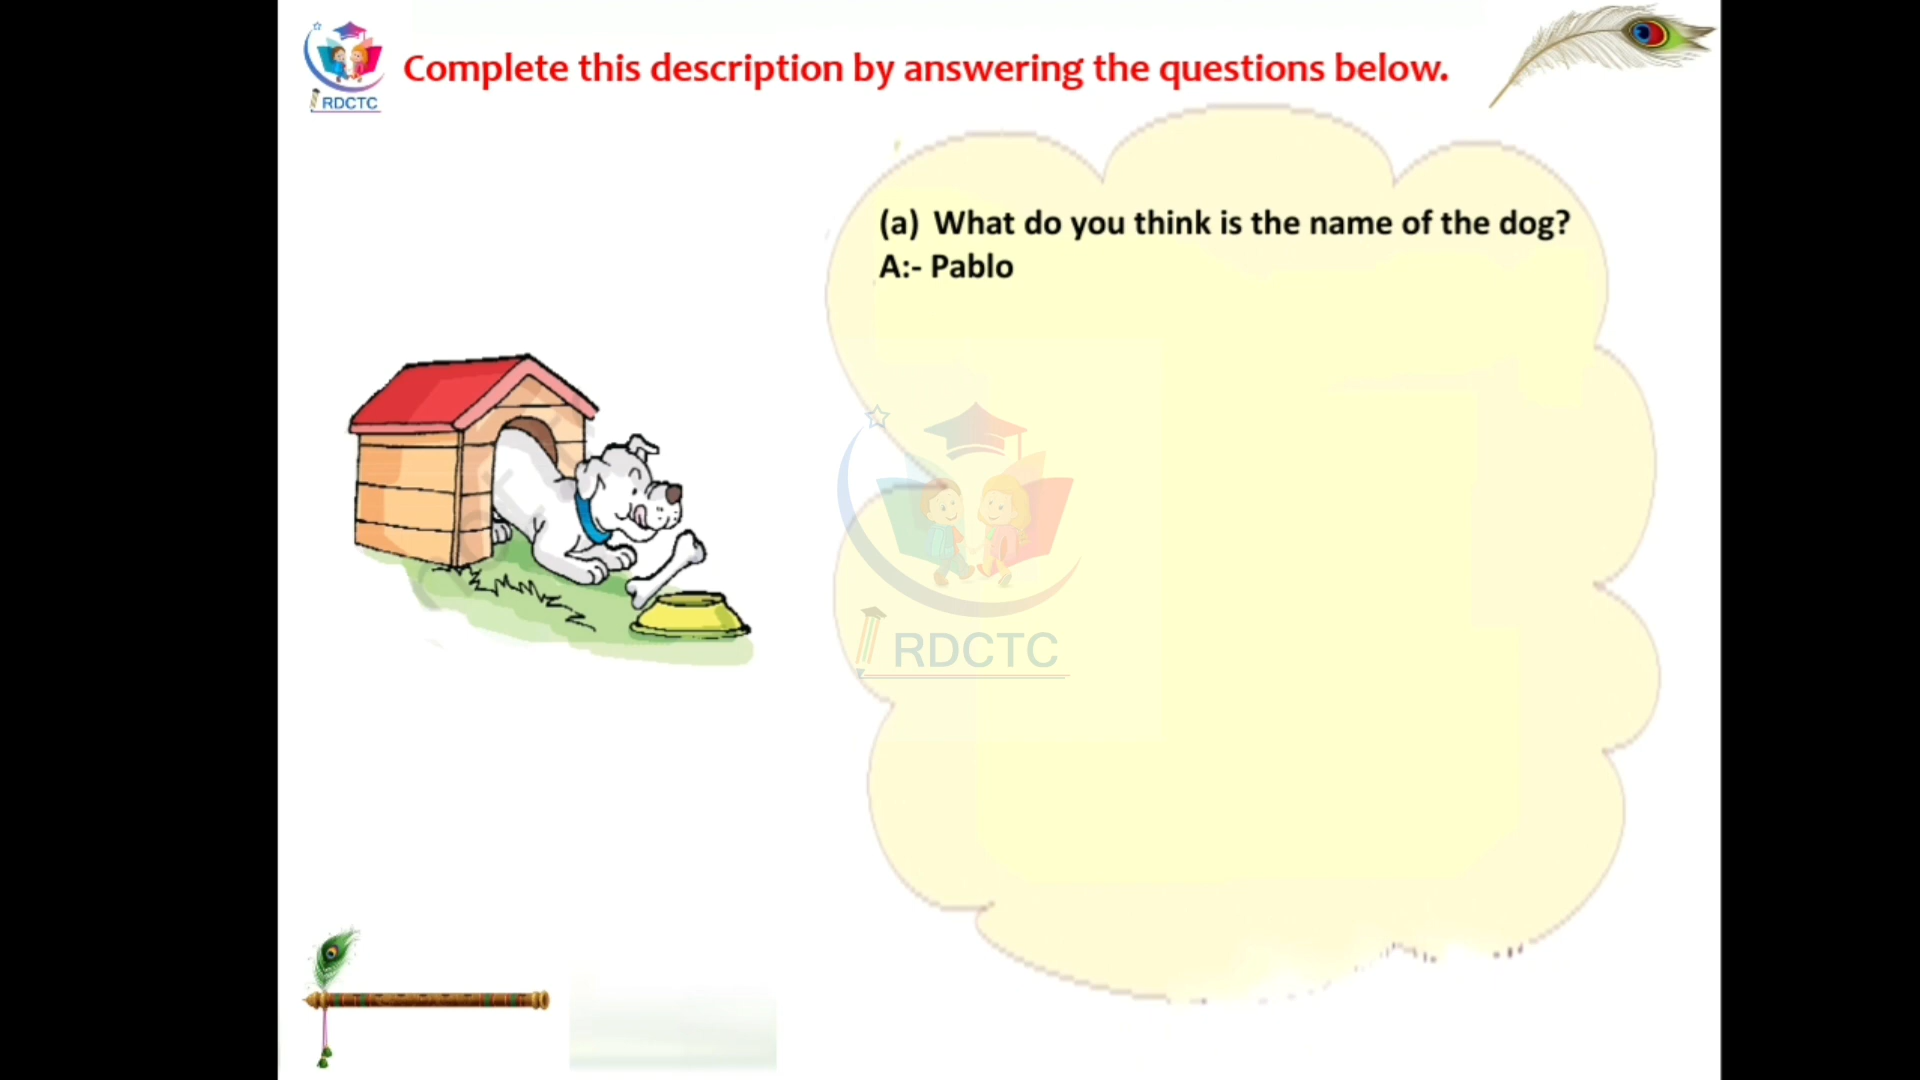 Complete this description by answering the questions below.
RDCTC
(a) What do you think is the name of the dog?
A:- Pablo
RDCTC